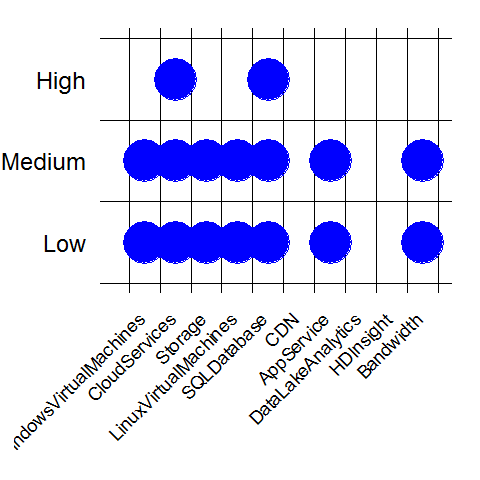 High
Medium
Low
ndowsVirtualMachines
CloudServices
Storage
LinuxVirtualMachines
SQLDatabase
CDN
AppService
DataLakeAnalytics
HDInsight
Bandwidth